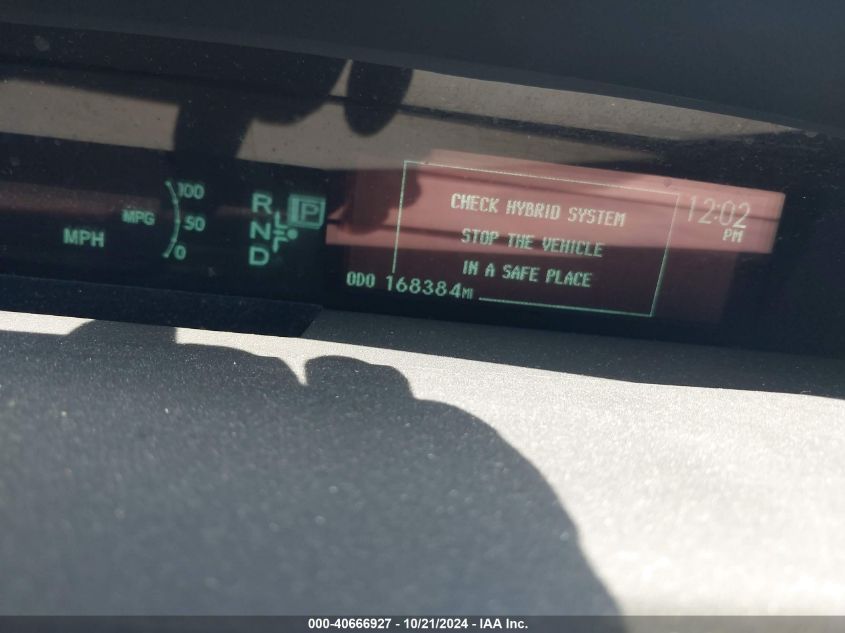 100
MPG 50
0
MPH
R P
N
D
CHECK HYBRID SYSTEM
STOP THE VEHICLE
IN A SAFE PLACE
12:02
PM
ODO 168384MI
000-40666927 - 10/21/2024 - IAA Inc.